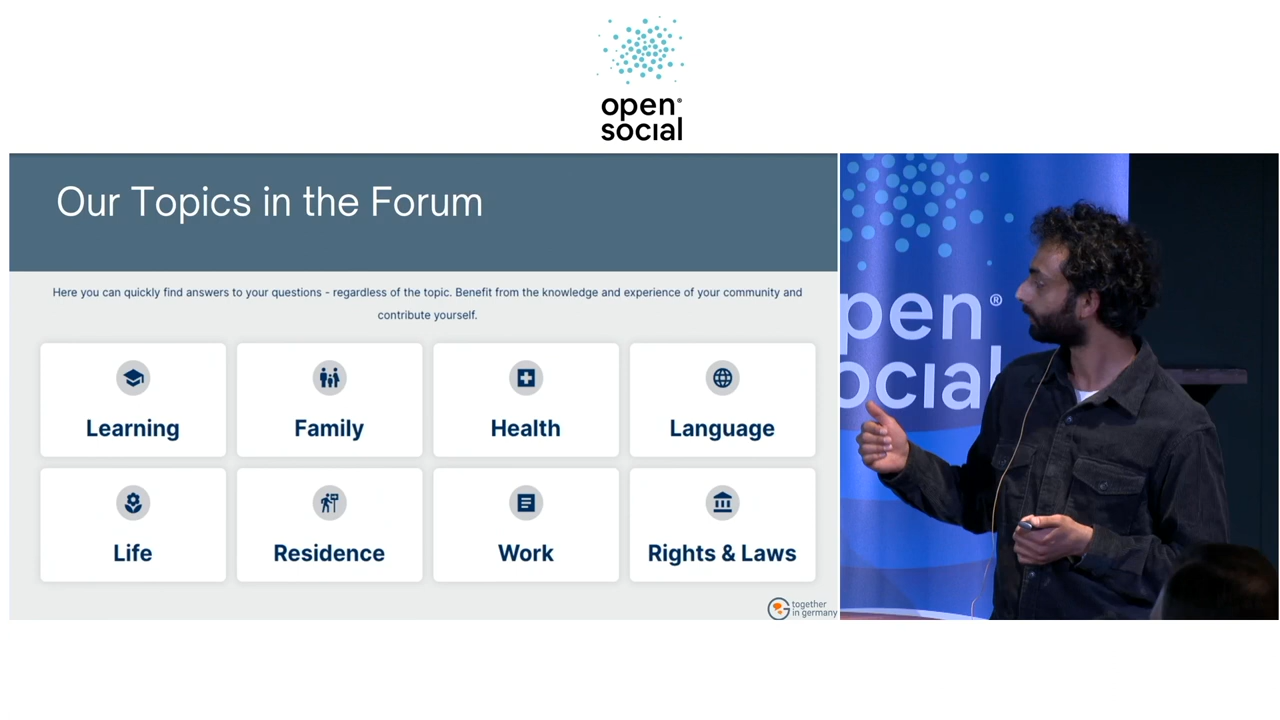 open®
social
Our Topics in the Forum
Here you can quickly find answers to your questions - regardless of the topic. Benefit from the knowledge and experience of your community and
contribute yourself.
Learning
Family
Health
Language
Life
Residence
Work
Rights & Laws
together
in germany
pen®
ocial